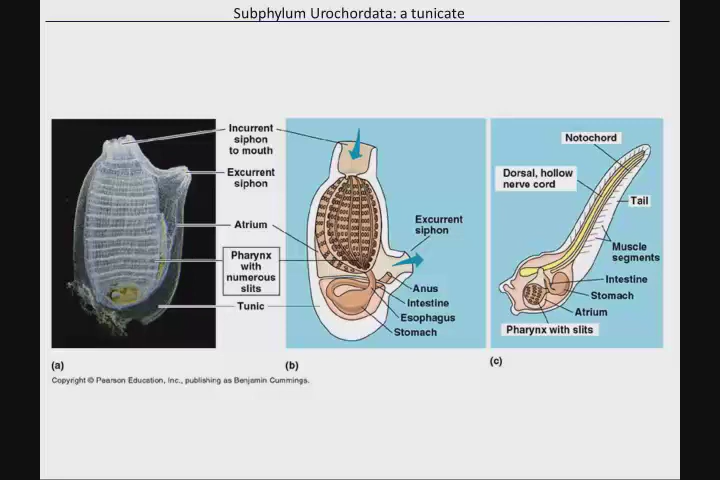 Subphylum Urochordata: a tunicate
Incurrent
siphon
to mouth
Excurrent
siphon
Atrium
Pharynx
with
numerous
slits
Tunic
Excurrent
siphon
Anus
Intestine
Esophagus
Stomach
Notochord
Dorsal, hollow
nerve cord
Tail
Muscle
segments
Intestine
Stomach
Atrium
Pharynx with slits
(a)
(b)
(c)
Copyright © Pearson Education, Inc., publishing as Benjamin Cummings.